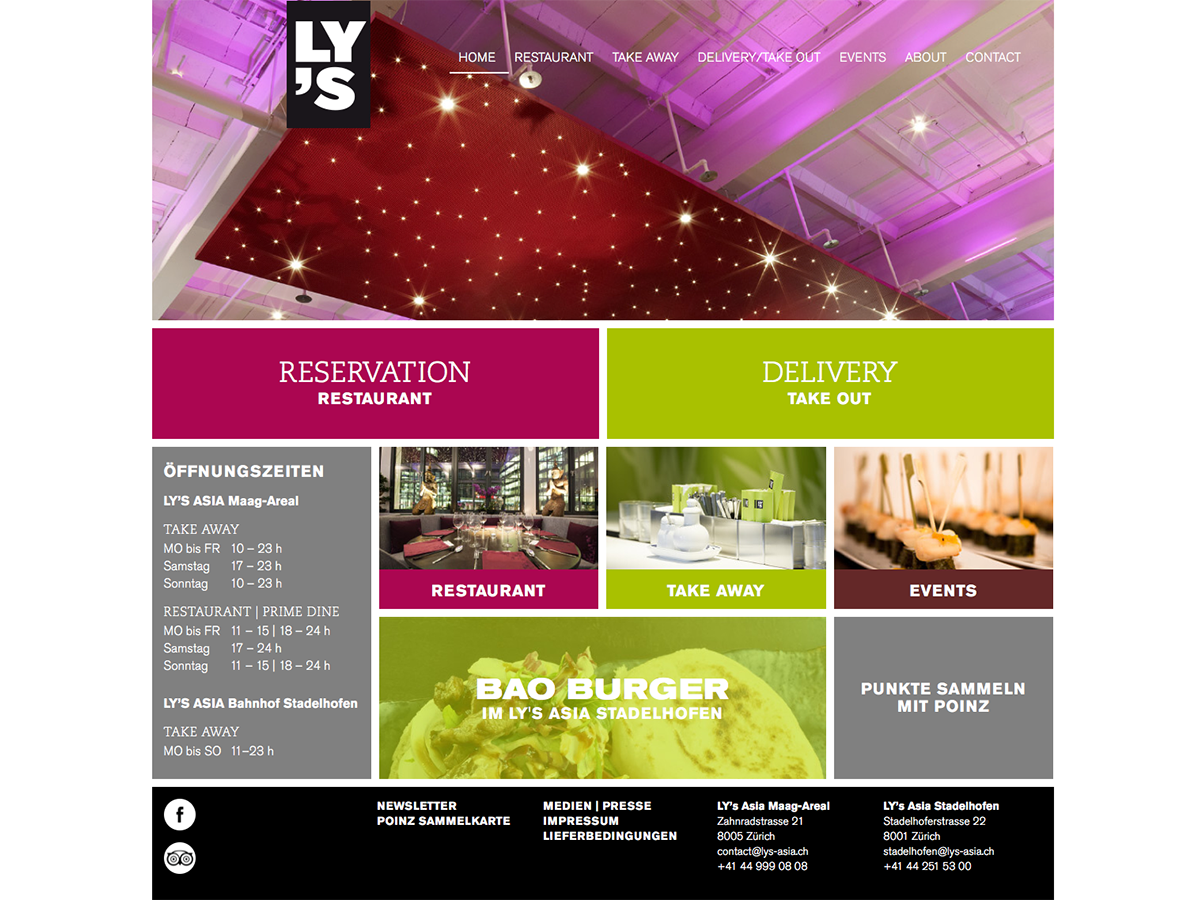 LY
'S
HOME RESTAURANT TAKE AWAY DELIVERY/TAKE OUT EVENTS ABOUT CONTACT
RESERVATION
RESTAURANT
DELIVERY
TAKE OUT
ÖFFNUNGSZEITEN
LY'S ASIA Maag-Areal
TAKE AWAY
MO bis FR 10 – 23 h
Samstag 17 – 23 h
Sonntag 10 – 23 h
RESTAURANT | PRIME DINE
MO bis FR 11 – 15 | 18 – 24 h
Samstag 17 – 24 h
Sonntag 11 – 15 | 18 – 24 h
LY'S ASIA Bahnhof Stadelhofen
TAKE AWAY
MO bis SO 11–23 h
RESTAURANT
TAKE AWAY
EVENTS
BAO BURGER
IM LY'S ASIA STADELHOFEN
PUNKTE SAMMELN
MIT POINZ
f
NEWSLETTER
POINZ SAMMELKARTE
MEDIEN | PRESSE
IMPRESSUM
LIEFERBEDINGUNGEN
LY's Asia Maag-Areal
Zahnradstrasse 21
8005 Zürich
contact@lys-asia.ch
+41 44 999 08 08
LY's Asia Stadelhofen
Stadelhoferstrasse 22
8001 Zürich
stadelhofen@lys-asia.ch
+41 44 251 53 00